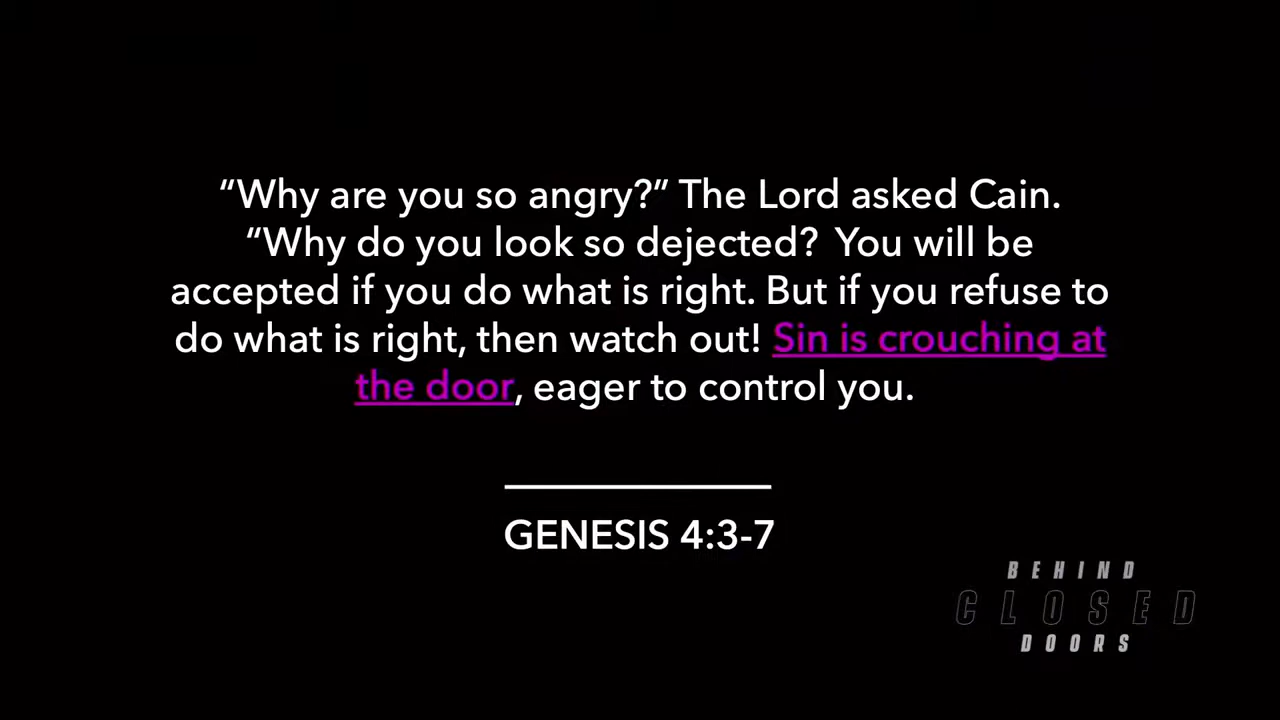 “Why are you so angry?” The Lord asked Cain.
“Why do you look so dejected?  You will be
accepted if you do what is right. But if you refuse to
do what is right, then watch out! Sin is crouching at
the door, eager to control you.
GENESIS 4:3-7
BEHIND
CLOSED
DOORS